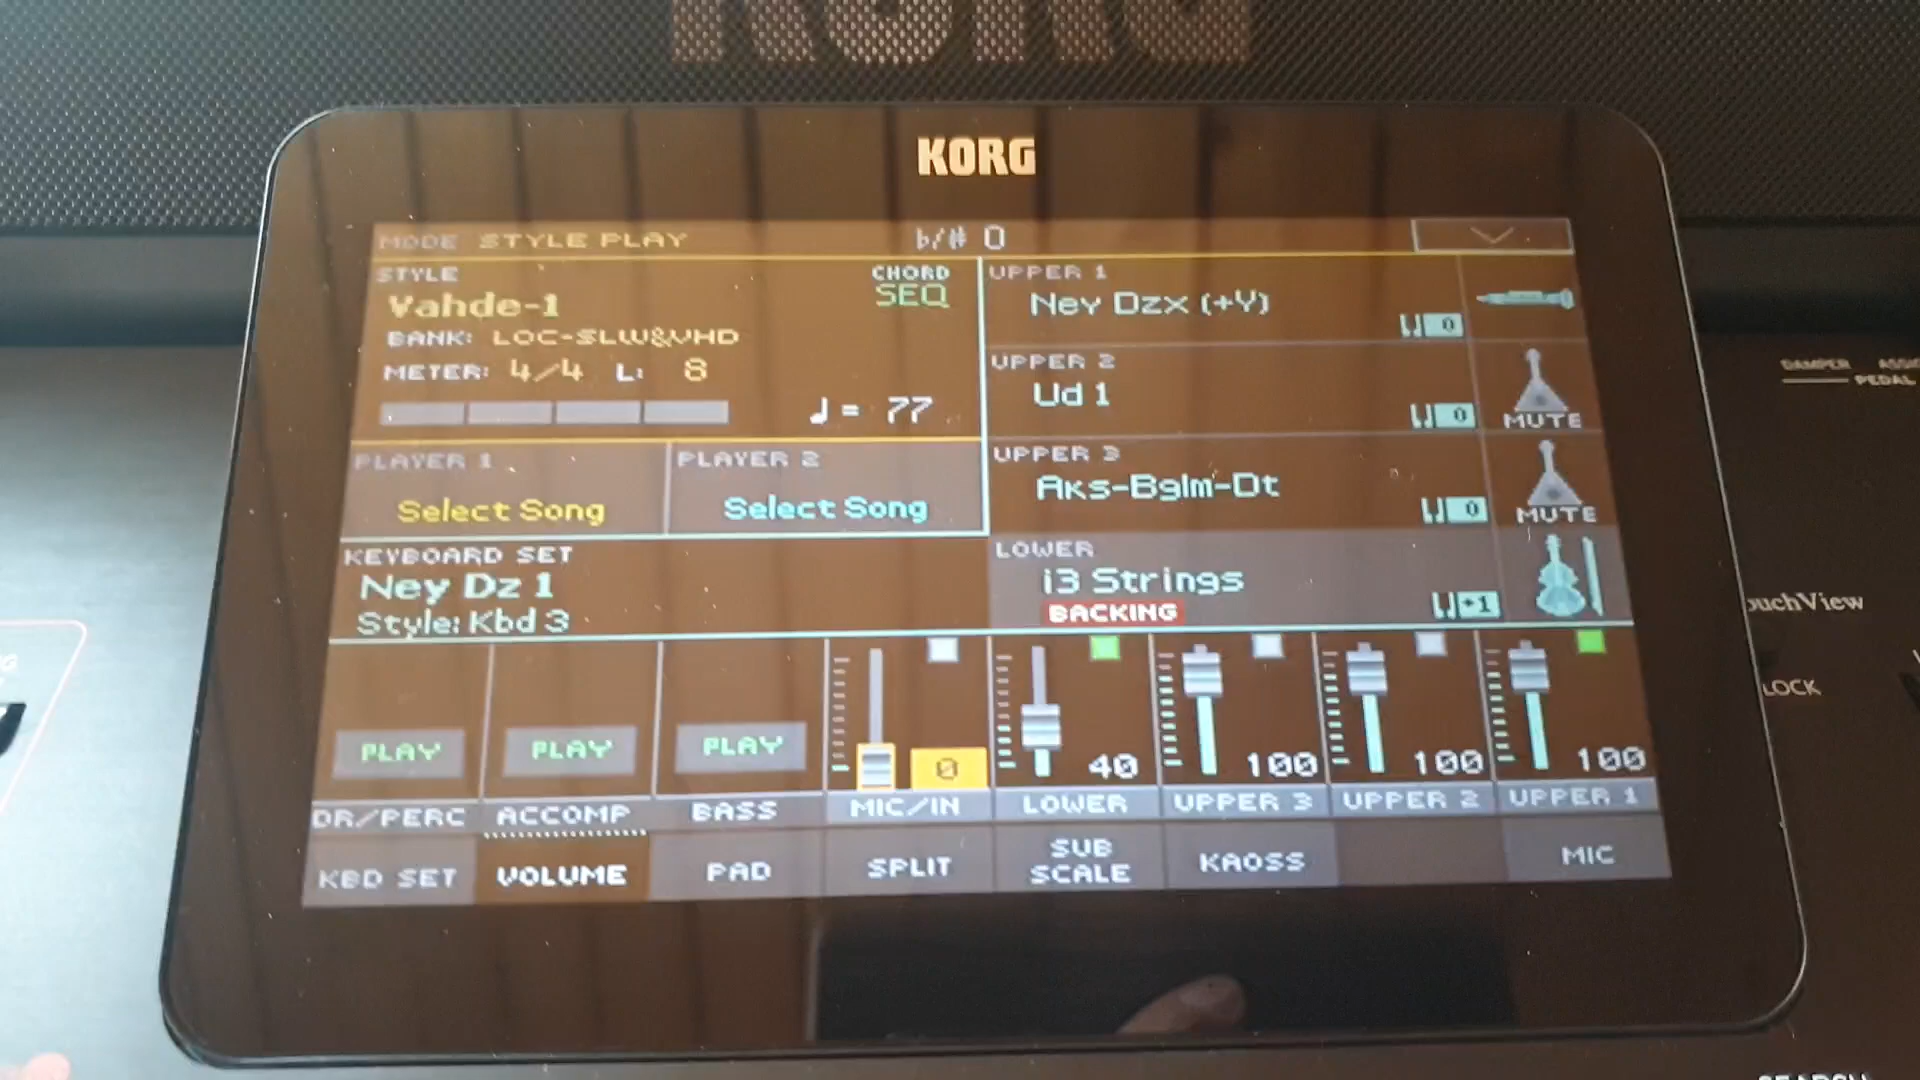 KORG
KORG
MODE STYLE PLAY
♭/# 0
STYLE
Vahde-1
CHORD
SEQ
BANK: LOC-SLW&VHD
METER: 4/4 L: 8
♩= 77
PLAYER 1
Select Song
PLAYER 2
Select Song
KEYBOARD SET
Ney Dz 1
Style: Kbd 3
UPPER 1
Ney Dzx (+Y)
0
UPPER 2
Ud 1
0
MUTE
UPPER 3
Aks-Bglm-Dt
0
MUTE
LOWER
i3 Strings
BACKING
+1
PLAY
PLAY
PLAY
0
40
100
100
100
DR/PERC
ACCOMP
BASS
MIC/IN
LOWER
UPPER 3
UPPER 2
UPPER 1
KBD SET
VOLUME
PAD
SPLIT
SUB SCALE
KAOSS
MIC
DAMPER
PEDAL
LOCK